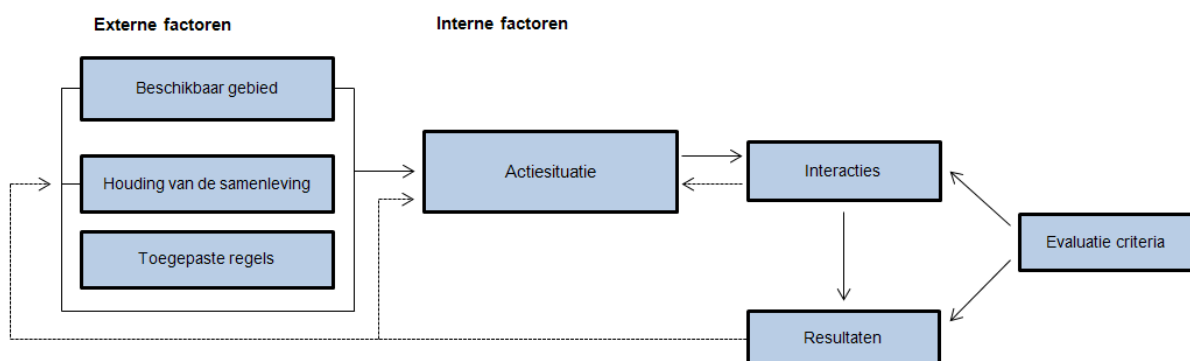 Externe factoren
Interne factoren
Beschikbaar gebied
Houding van de samenleving
Toegepaste regels
Actiesituatie
Interacties
Evaluatie criteria
Resultaten